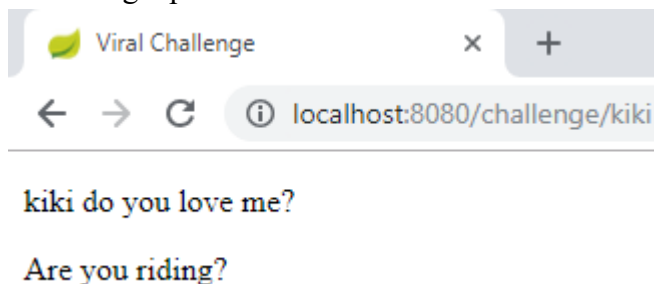 Viral Challenge
localhost:8080/challenge/kiki
kiki do you love me?
Are you riding?